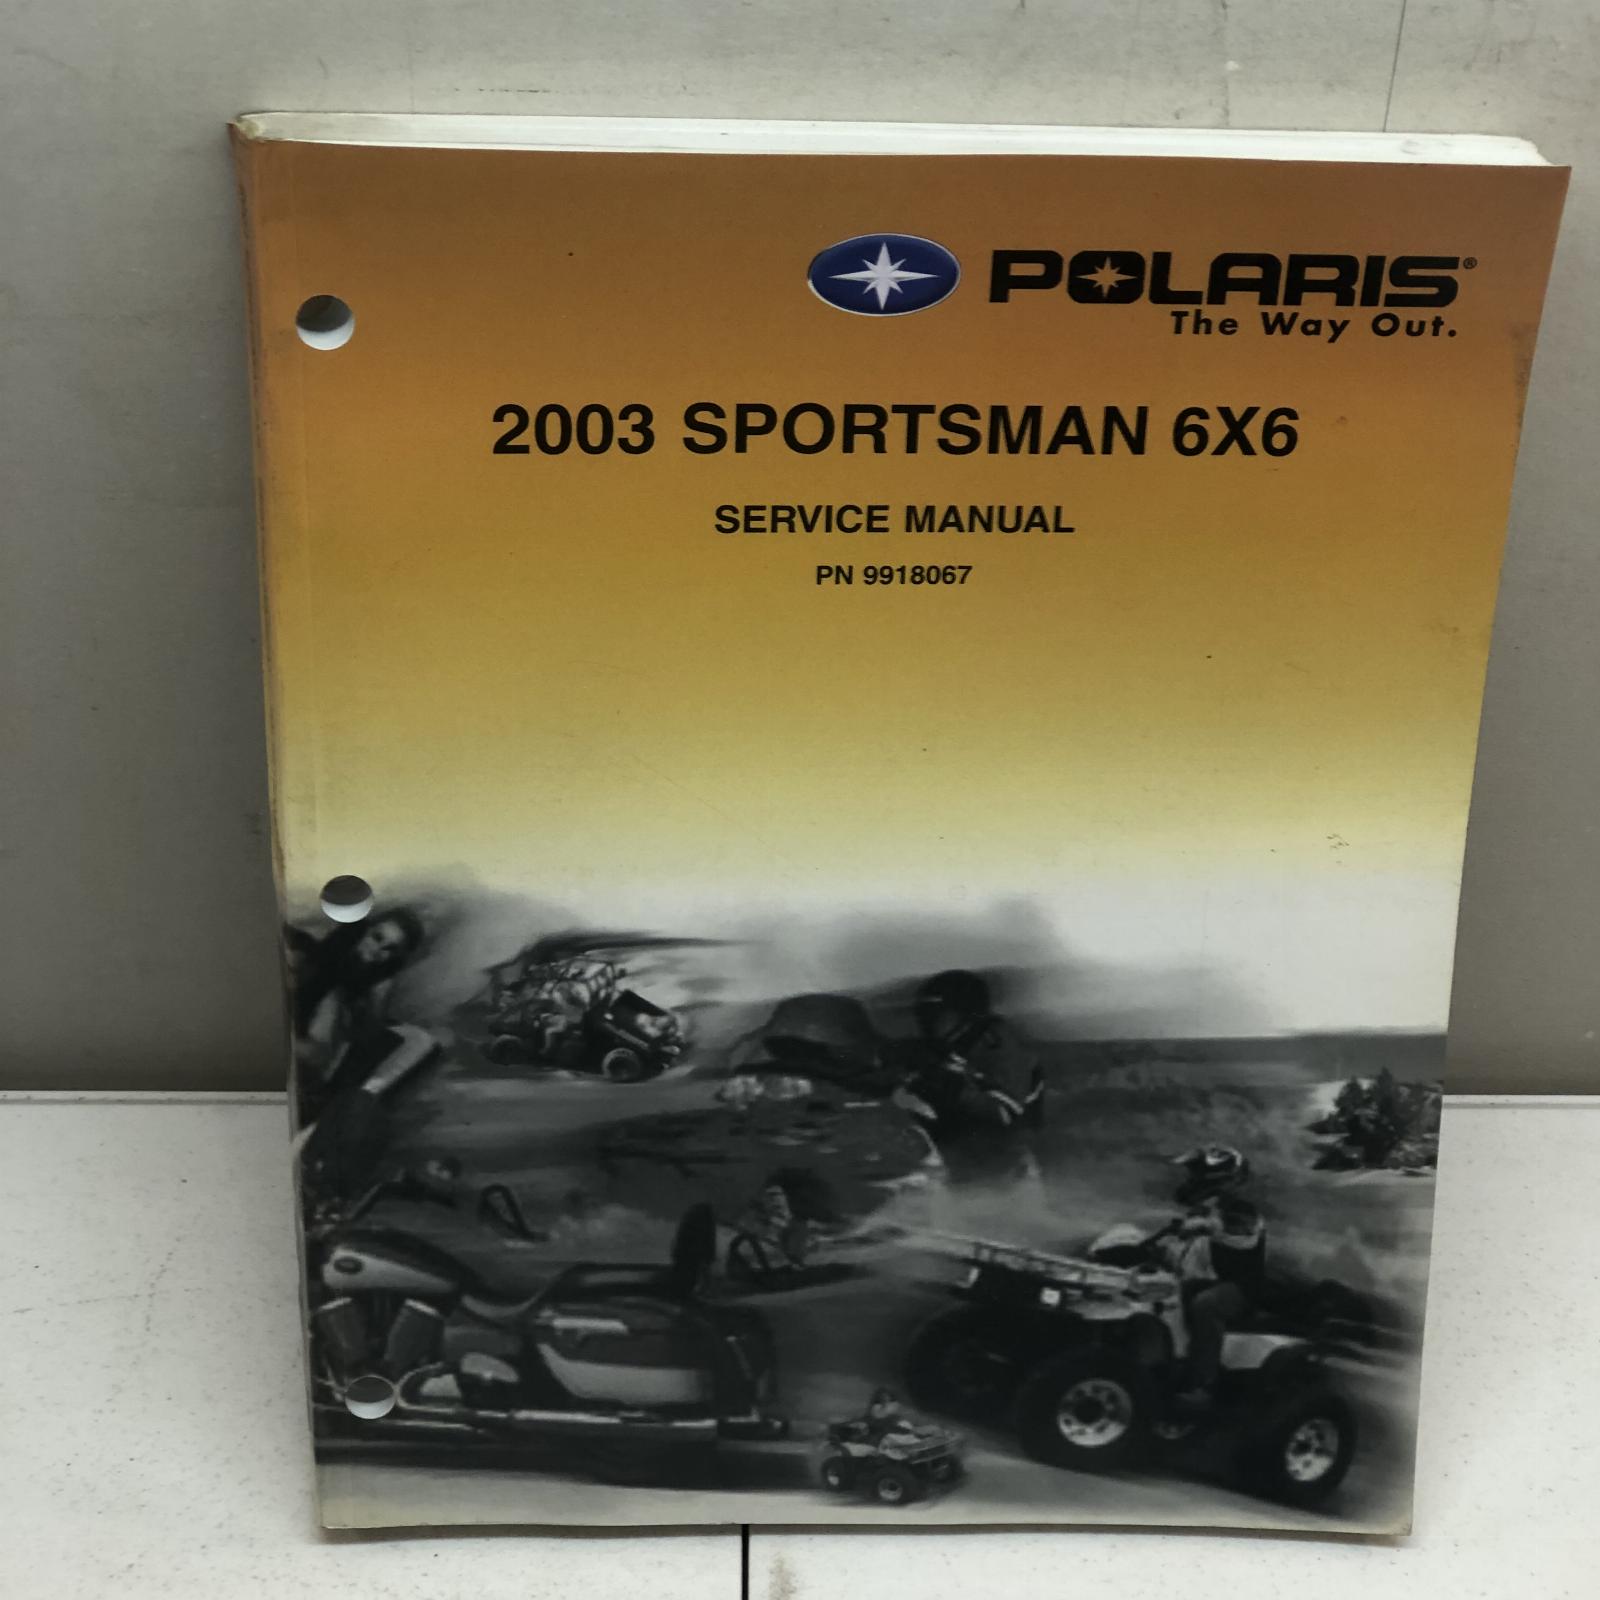 POLARIS®
The Way Out.
2003 SPORTSMAN 6X6
SERVICE MANUAL
PN 9918067